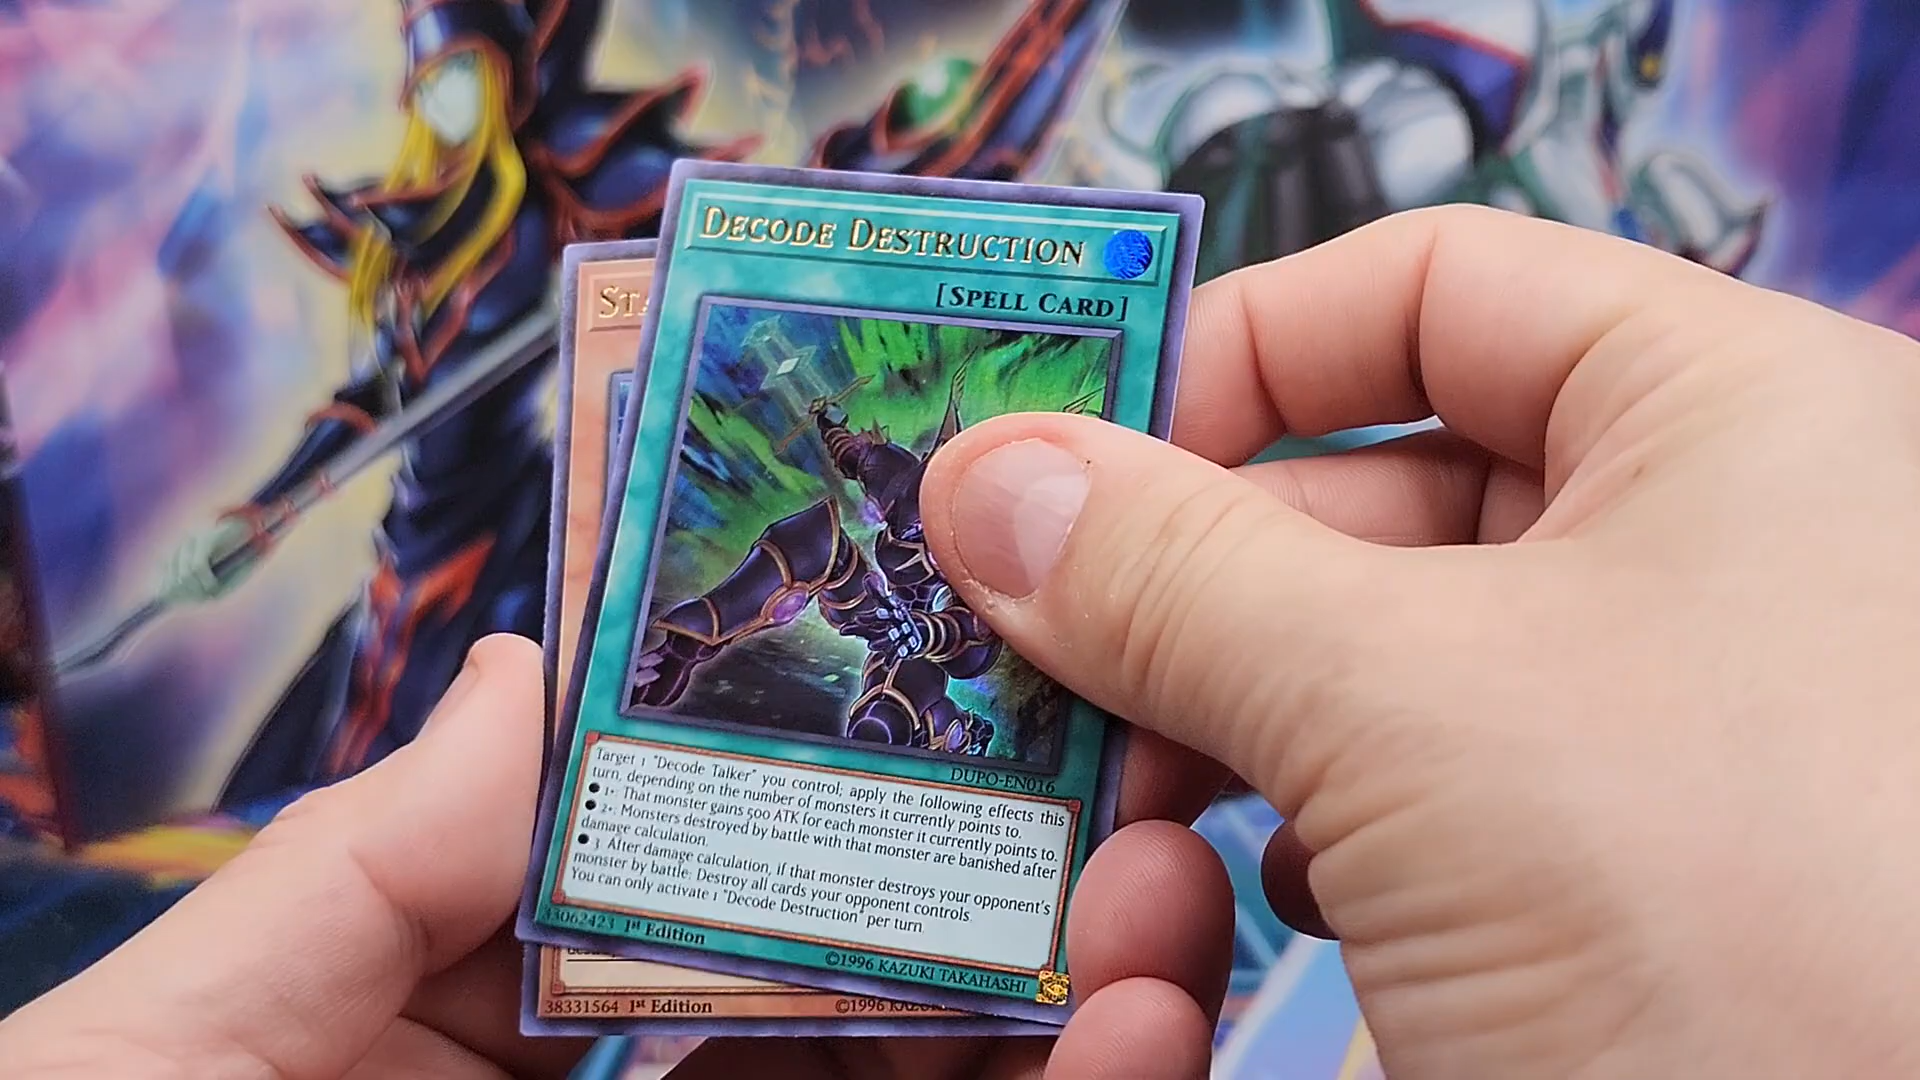 DECODE DESTRUCTION
[SPELL CARD]
DUPO-EN016
Target 1 "Decode Talker" you control; apply the following effects this
turn, depending on the number of monsters it currently points to.
● 1+: That monster gains 500 ATK for each monster it currently points to.
● 2+: Monsters destroyed by battle with that monster are banished after
damage calculation.
● 3 After damage calculation, if that monster destroys your opponent's
monster by battle: Destroy all cards your opponent controls.
You can only activate 1 "Decode Destruction" per turn.
33062423 1st Edition
©1996 KAZUKI TAKAHASHI
38331564 1st Edition
©1996